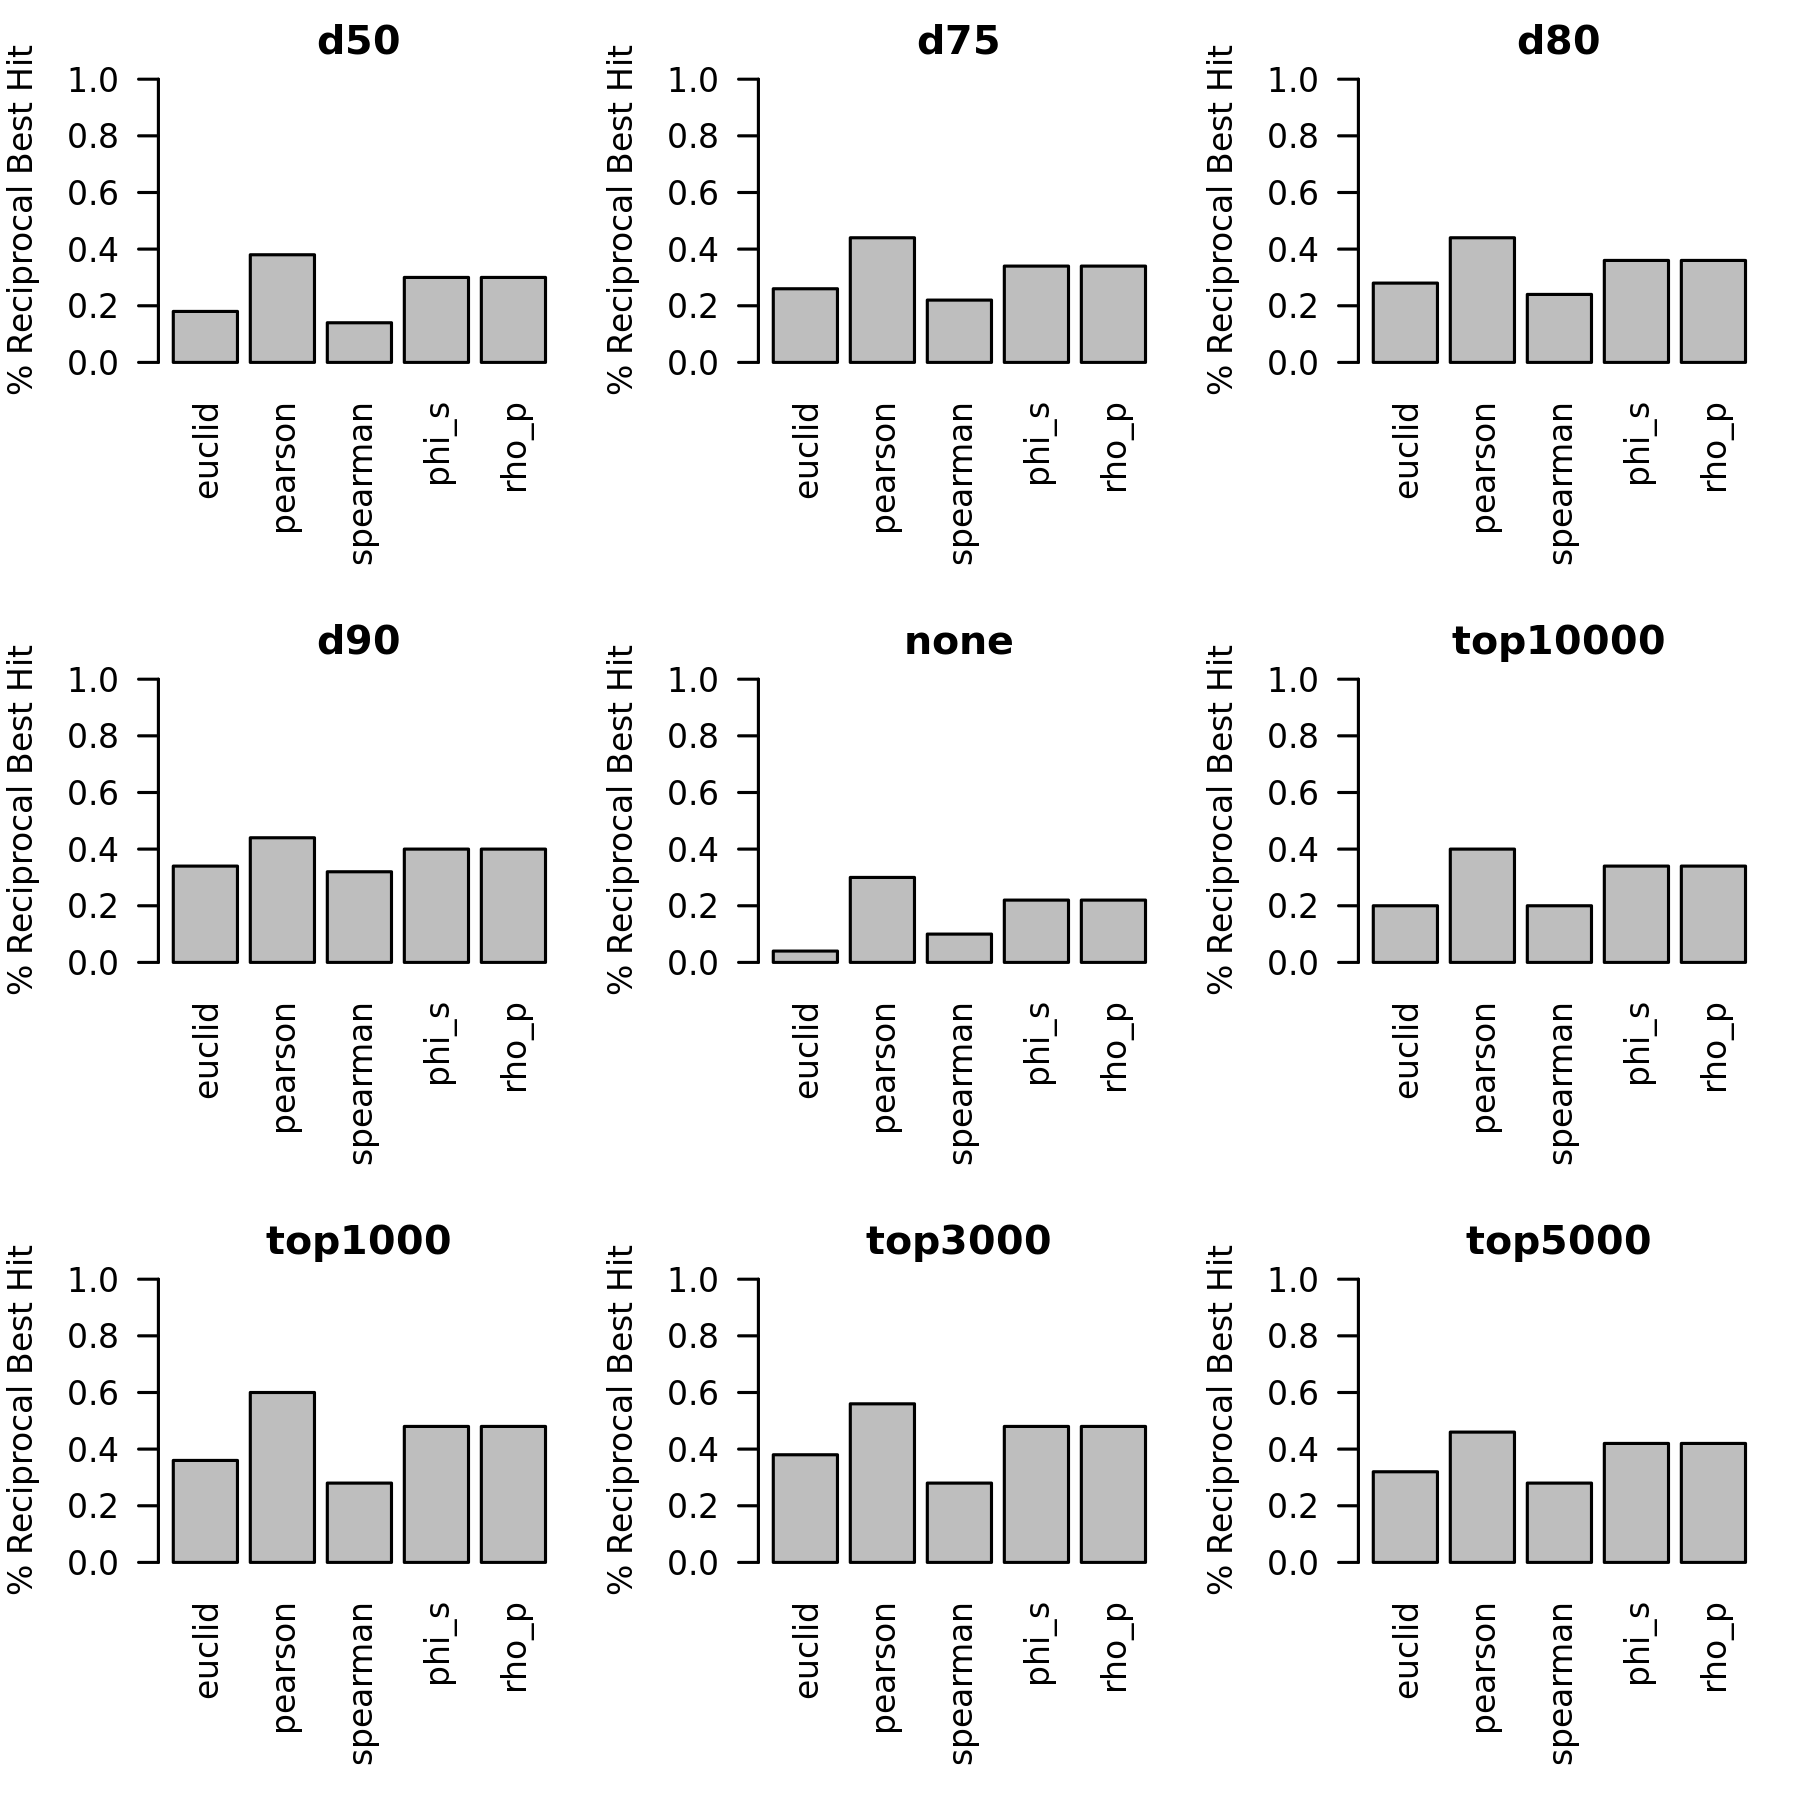 d50
% Reciprocal Best Hit
1.0
0.8
0.6
0.4
0.2
0.0
euclid
pearson
spearman
phi_s
rho_p
d75
% Reciprocal Best Hit
1.0
0.8
0.6
0.4
0.2
0.0
euclid
pearson
spearman
phi_s
rho_p
d80
% Reciprocal Best Hit
1.0
0.8
0.6
0.4
0.2
0.0
euclid
pearson
spearman
phi_s
rho_p
d90
% Reciprocal Best Hit
1.0
0.8
0.6
0.4
0.2
0.0
euclid
pearson
spearman
phi_s
rho_p
none
% Reciprocal Best Hit
1.0
0.8
0.6
0.4
0.2
0.0
euclid
pearson
spearman
phi_s
rho_p
top10000
% Reciprocal Best Hit
1.0
0.8
0.6
0.4
0.2
0.0
euclid
pearson
spearman
phi_s
rho_p
top1000
% Reciprocal Best Hit
1.0
0.8
0.6
0.4
0.2
0.0
euclid
pearson
spearman
phi_s
rho_p
top3000
% Reciprocal Best Hit
1.0
0.8
0.6
0.4
0.2
0.0
euclid
pearson
spearman
phi_s
rho_p
top5000
% Reciprocal Best Hit
1.0
0.8
0.6
0.4
0.2
0.0
euclid
pearson
spearman
phi_s
rho_p